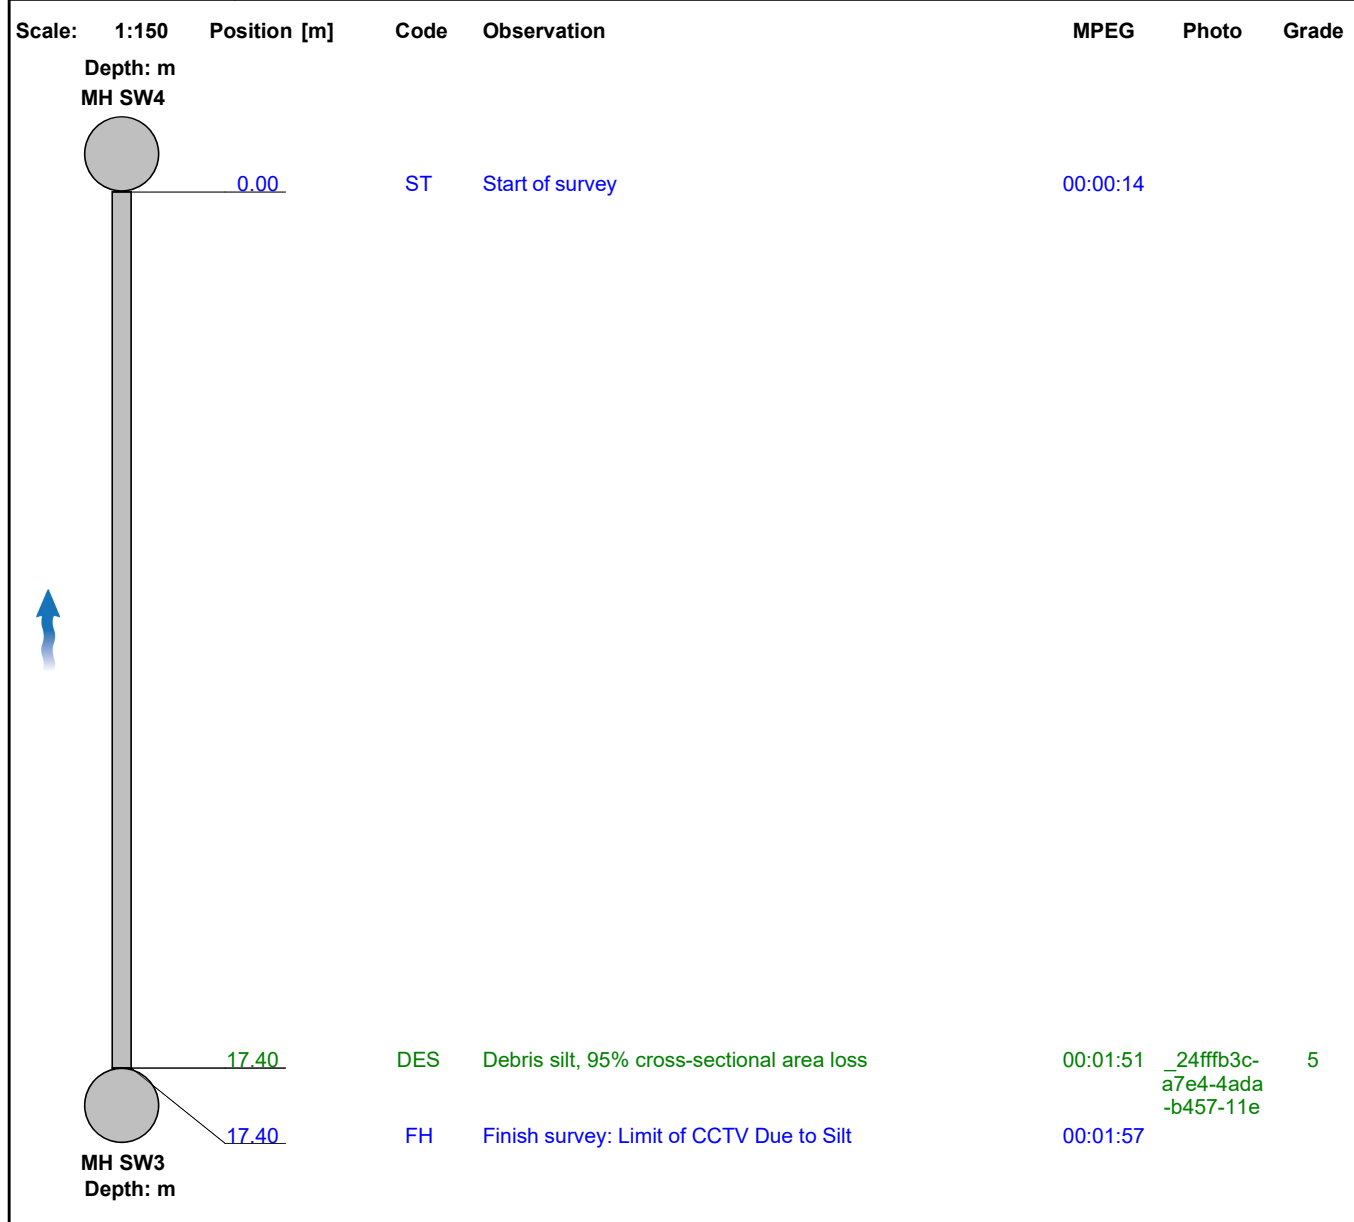 Scale: 1:150 Position [m] Code Observation MPEG Photo Grade
Depth: m
MH SW4
0.00 ST Start of survey 00:00:14
17.40 DES Debris silt, 95% cross-sectional area loss 00:01:51 _24fffb3c- 5
a7e4-4ada
-b457-11e
17.40 FH Finish survey: Limit of CCTV Due to Silt 00:01:57
MH SW3
Depth: m